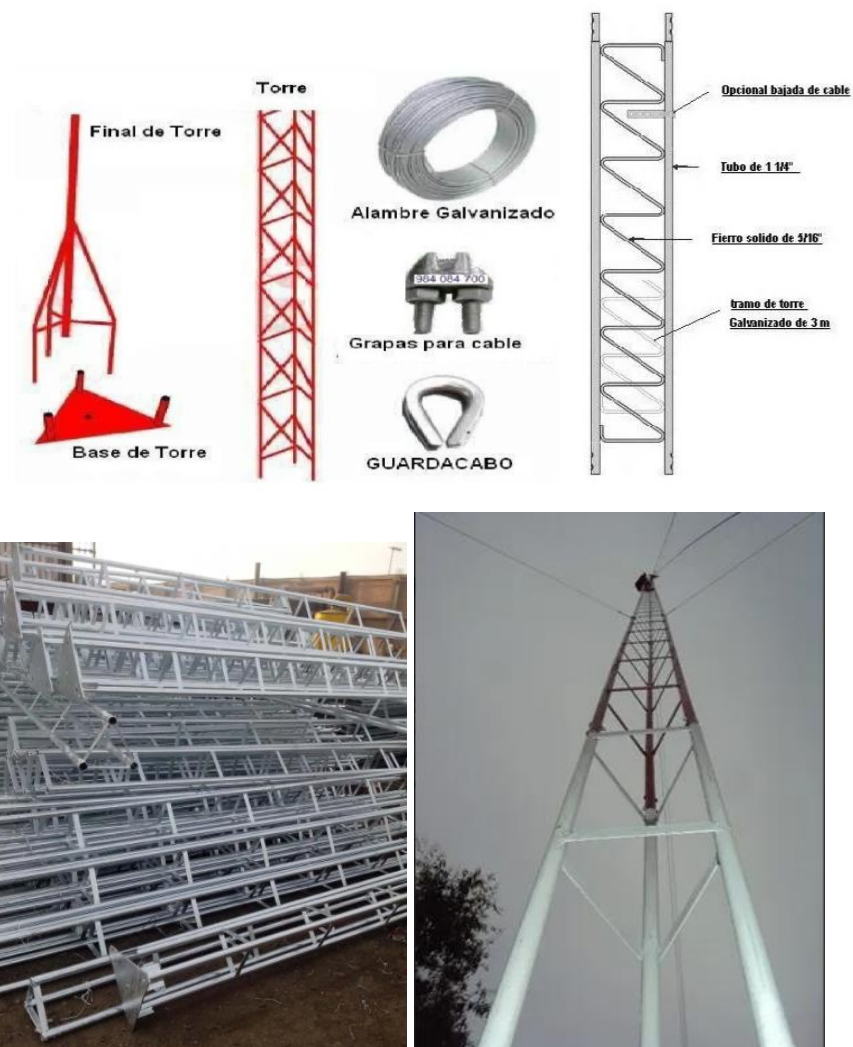 Torre
Final de Torre
Base de Torre
Alambre Galvanizado
984 084 700
Grapas para cable
GUARDACABO
Opcional bajada de cable
Tubo de 1 1/4"
Fierro solido de 5/16"
tramo de torre
Galvanizado de 3 m